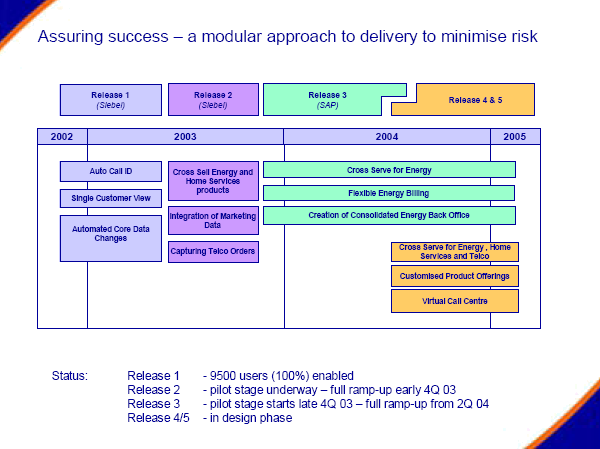 Assuring success – a modular approach to delivery to minimise risk
Release 1
(Siebel)
Release 2
(Siebel)
Release 3
(SAP)
Release 4 & 5
2002
2003
2004
2005
Auto Call ID
Single Customer View
Automated Core Data
Changes
Cross Sell Energy and
Home Services
products
Integration of Marketing
Data
Capturing Telco Orders
Cross Serve for Energy
Flexible Energy Billing
Creation of Consolidated Energy Back Office
Cross Serve for Energy , Home
Services and Telco
Customised Product Offerings
Virtual Call Centre
Status:
Release 1 - 9500 users (100%) enabled
Release 2 - pilot stage underway – full ramp-up early 4Q 03
Release 3 - pilot stage starts late 4Q 03 – full ramp-up from 2Q 04
Release 4/5 - in design phase